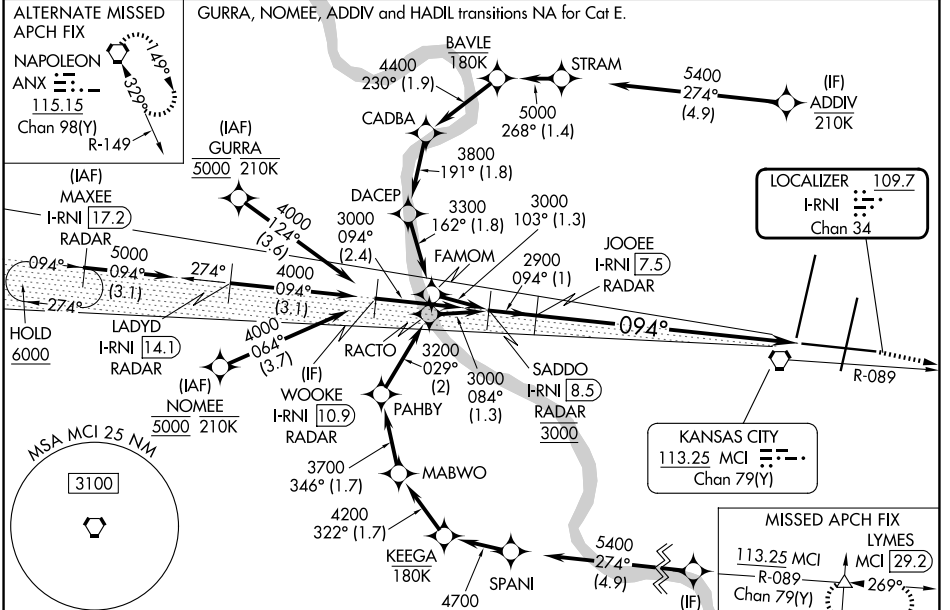 ALTERNATE MISSED
APCH FIX
NAPOLEON
ANX
115.15
Chan 98(Y)
149°
329°
R-149
GURRA, NOMEE, ADDIV and HADIL transitions NA for Cat E.
BAVLE
180K
STRAM
4400
230° (1.9)
5000
268° (1.4)
5400
274°
(4.9)
(IF)
ADDIV
210K
CADBA
3800
191° (1.8)
(IAF)
GURRA
5000 210K
4000
124°
(3.6)
DACEP
3300
162° (1.8)
3000
103° (1.3)
LOCALIZER 109.7
I-RNI
Chan 34
(IAF)
MAXEE
I-RNI 17.2
RADAR
3000
094°
(2.4)
FAMOM
2900
094° (1)
JOOEE
I-RNI 7.5
RADAR
094°
5000
094°
(3.1)
274°
4000
094°
(3.1)
094°
274°
HOLD
6000
LADYD
I-RNI 14.1
RADAR
4000
064°
(3.7)
RACTO
(IF)
WOOKE
I-RNI 10.9
RADAR
3200
029°
(2)
3000
084°
(1.3)
SADDO
I-RNI 8.5
RADAR
3000
R-089
(IAF)
NOMEE
5000 210K
PAHBY
KANSAS CITY
113.25 MCI
Chan 79(Y)
MSA MCI 25 NM
3100
3700
346° (1.7)
MABWO
4200
322° (1.7)
KEEGA
180K
SPANI
4700
5400
274°
(4.9)
(IF)
MISSED APCH FIX
LYMES
MCI 29.2
113.25 MCI
R-089
Chan 79(Y)
269°